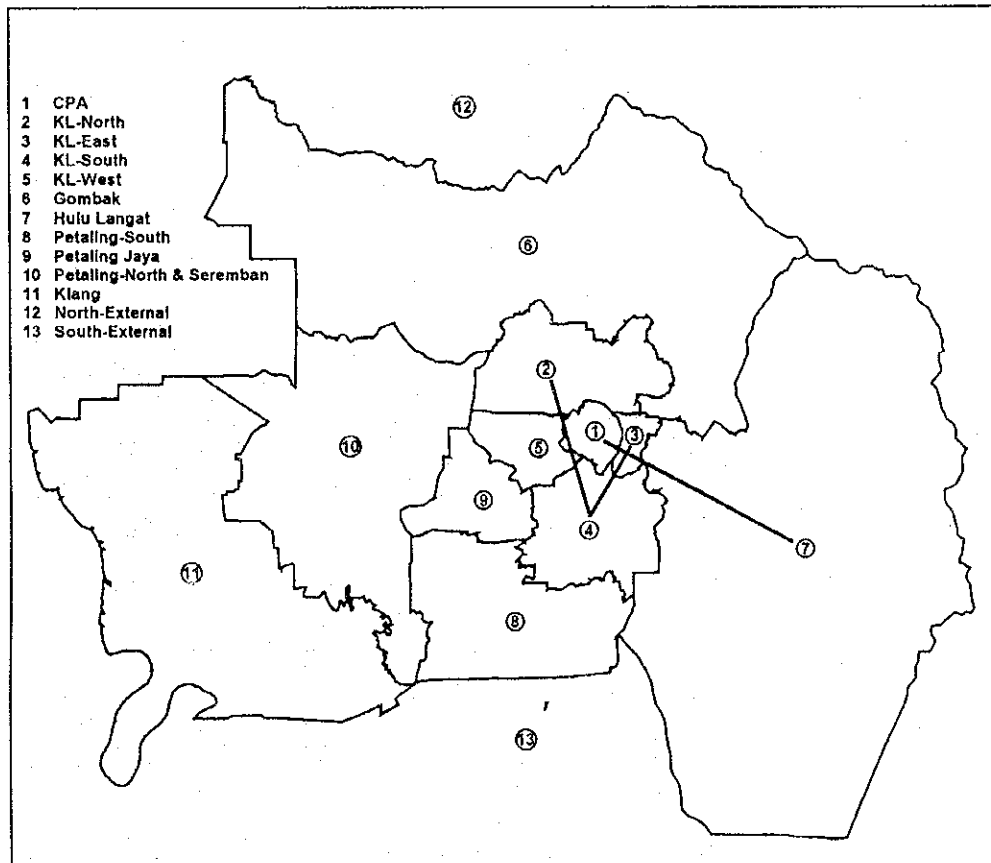 1 CPA
2 KL-North
3 KL-East
4 KL-South
5 KL-West
6 Gombak
7 Hulu Langat
8 Petaling-South
9 Petaling Jaya
10 Petaling-North & Seremban
11 Klang
12 North-External
13 South-External
12
6
2
1
3
5
10
9
4
7
11
8
13